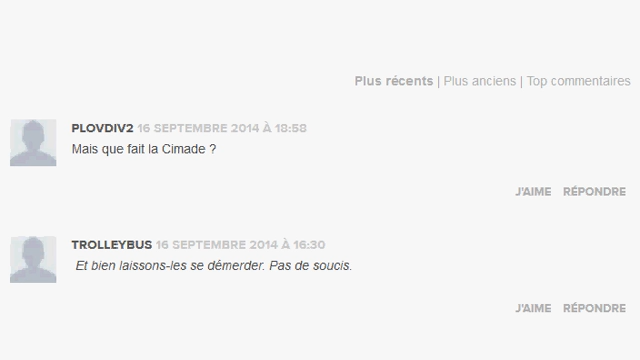 Plus récents | Plus anciens | Top commentaires
PLOVDIV2 16 SEPTEMBRE 2014 À 18:58
Mais que fait la Cimade ?
J'AIME RÉPONDRE
TROLLEYBUS 16 SEPTEMBRE 2014 À 16:30
Et bien laissons-les se démerder. Pas de soucis.
J'AIME RÉPONDRE